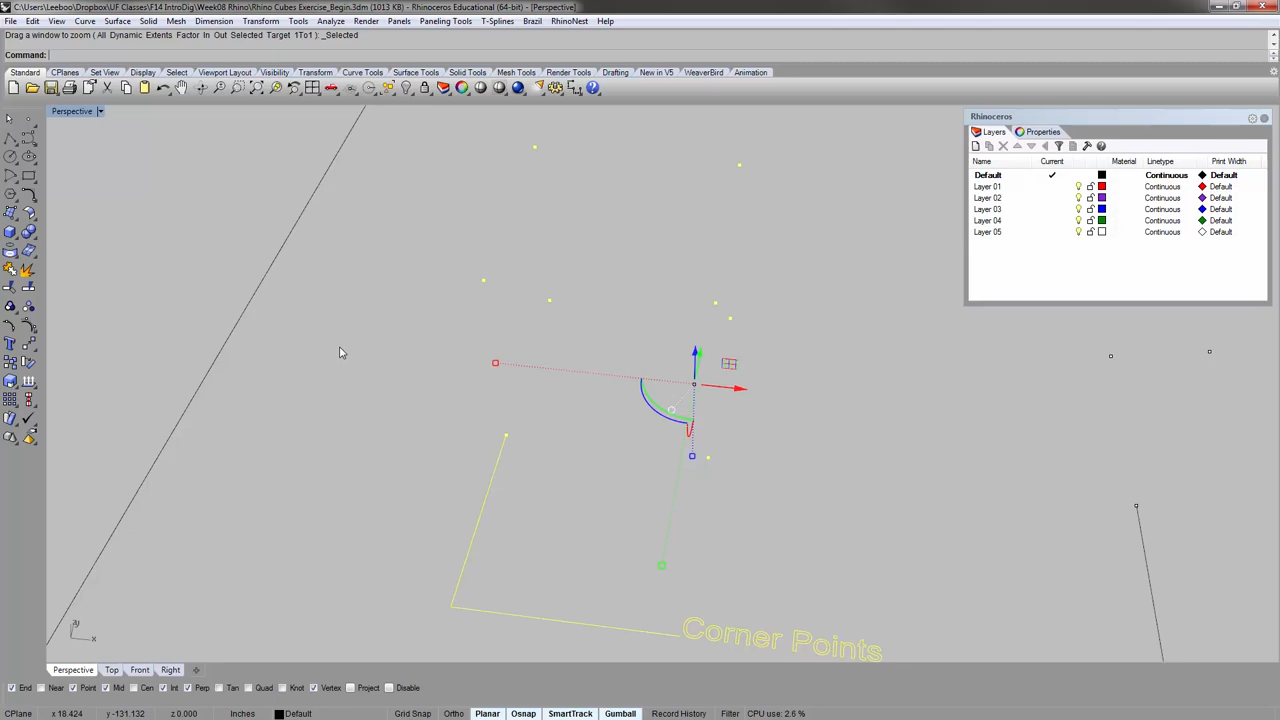 C:\Users\Leeboo\Dropbox\UF Classes\F14 IntroDig\Week08 Rhino\Rhino Cubes Exercise_Begin.3dm (1013 KB) - Rhinoceros Educational (64-bit) - [Perspective]
File Edit View Curve Surface Solid Mesh Dimension Transform Tools Analyze Render Panels Paneling Tools T-Splines Brazil RhinoNest Help
Drag a window to zoom ( All Dynamic Extents Factor In Out Selected Target 1To1 ): _Selected
Command:
Standard CPlanes Set View Display Select Viewport Layout Visibility Transform Curve Tools Surface Tools Solid Tools Mesh Tools Render Tools Drafting New in V5 WeaverBird Animation
Perspective
Rhinoceros
Layers Properties
Name Current Material Linetype Print Width
Default Continuous Default
Layer 01 Continuous Default
Layer 02 Continuous Default
Layer 03 Continuous Default
Layer 04 Continuous Default
Layer 05 Continuous Default
Corner Points
x
Perspective Top Front Right
End Near Point Mid Cen Int Perp Tan Quad Knot Vertex Project Disable
CPlane x 18.424 y -131.132 z 0.000 Inches Default Grid Snap Ortho Planar Osnap SmartTrack Gumball Record History Filter CPU use: 2.6 %